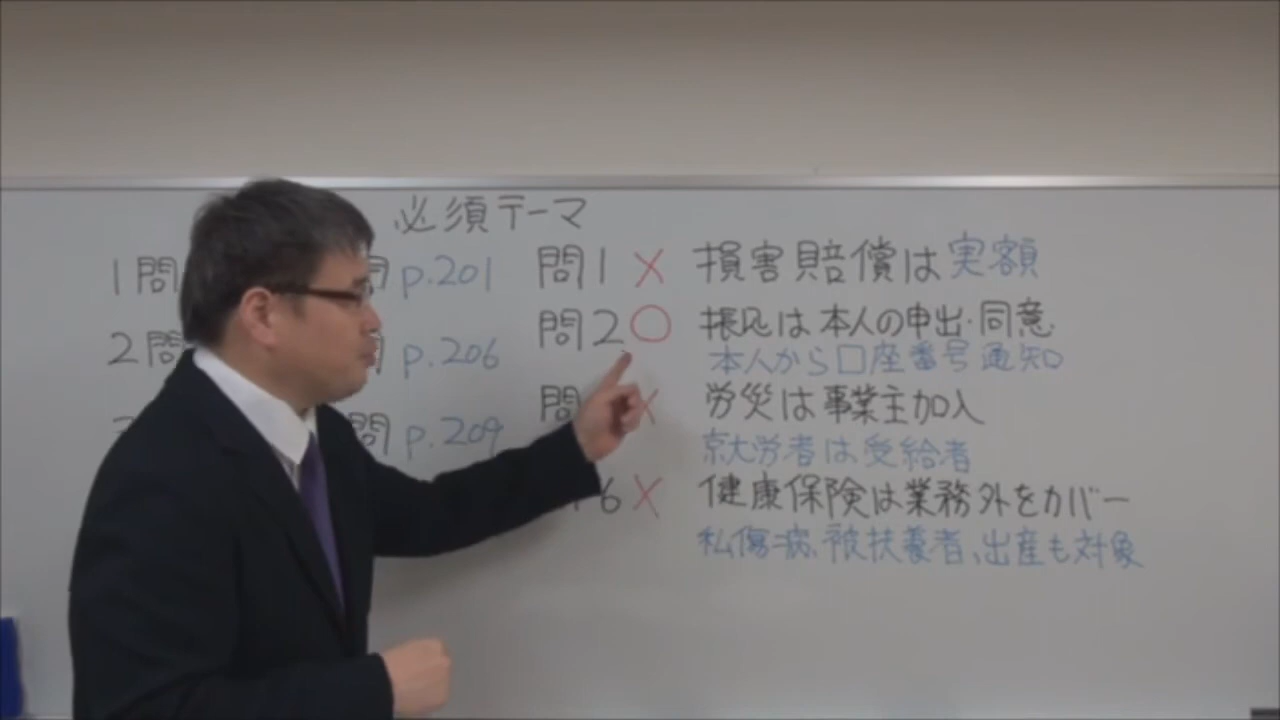 必須テーマ
1問 問 p.201
2問 p.206
問 p.209
問1 × 損害賠償は実額
問2 ○ 振込は本人の申出・同意
本人から口座番号通知
問 × 労災は事業主加入
就労者は受給者
6 × 健康保険は業務外をカバー
私傷病、被扶養者、出産も対象